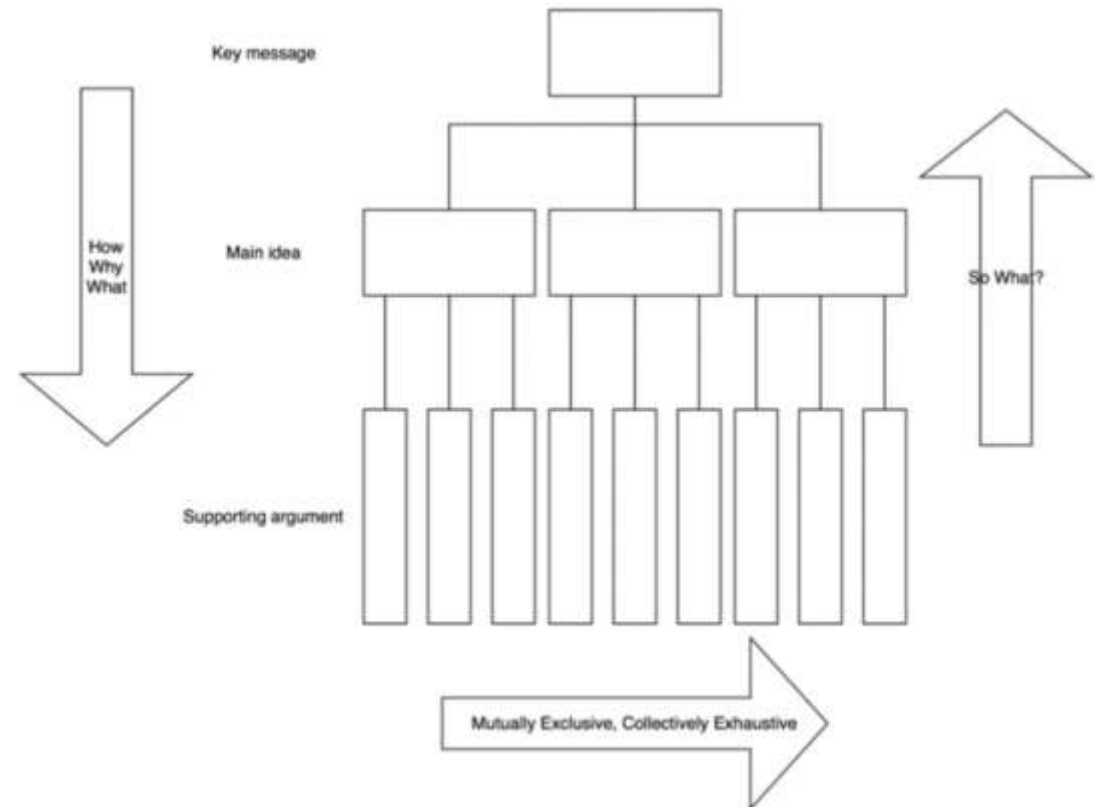 Key message
How
Why
What
Main idea
So What?
Supporting argument
Mutually Exclusive, Collectively Exhaustive